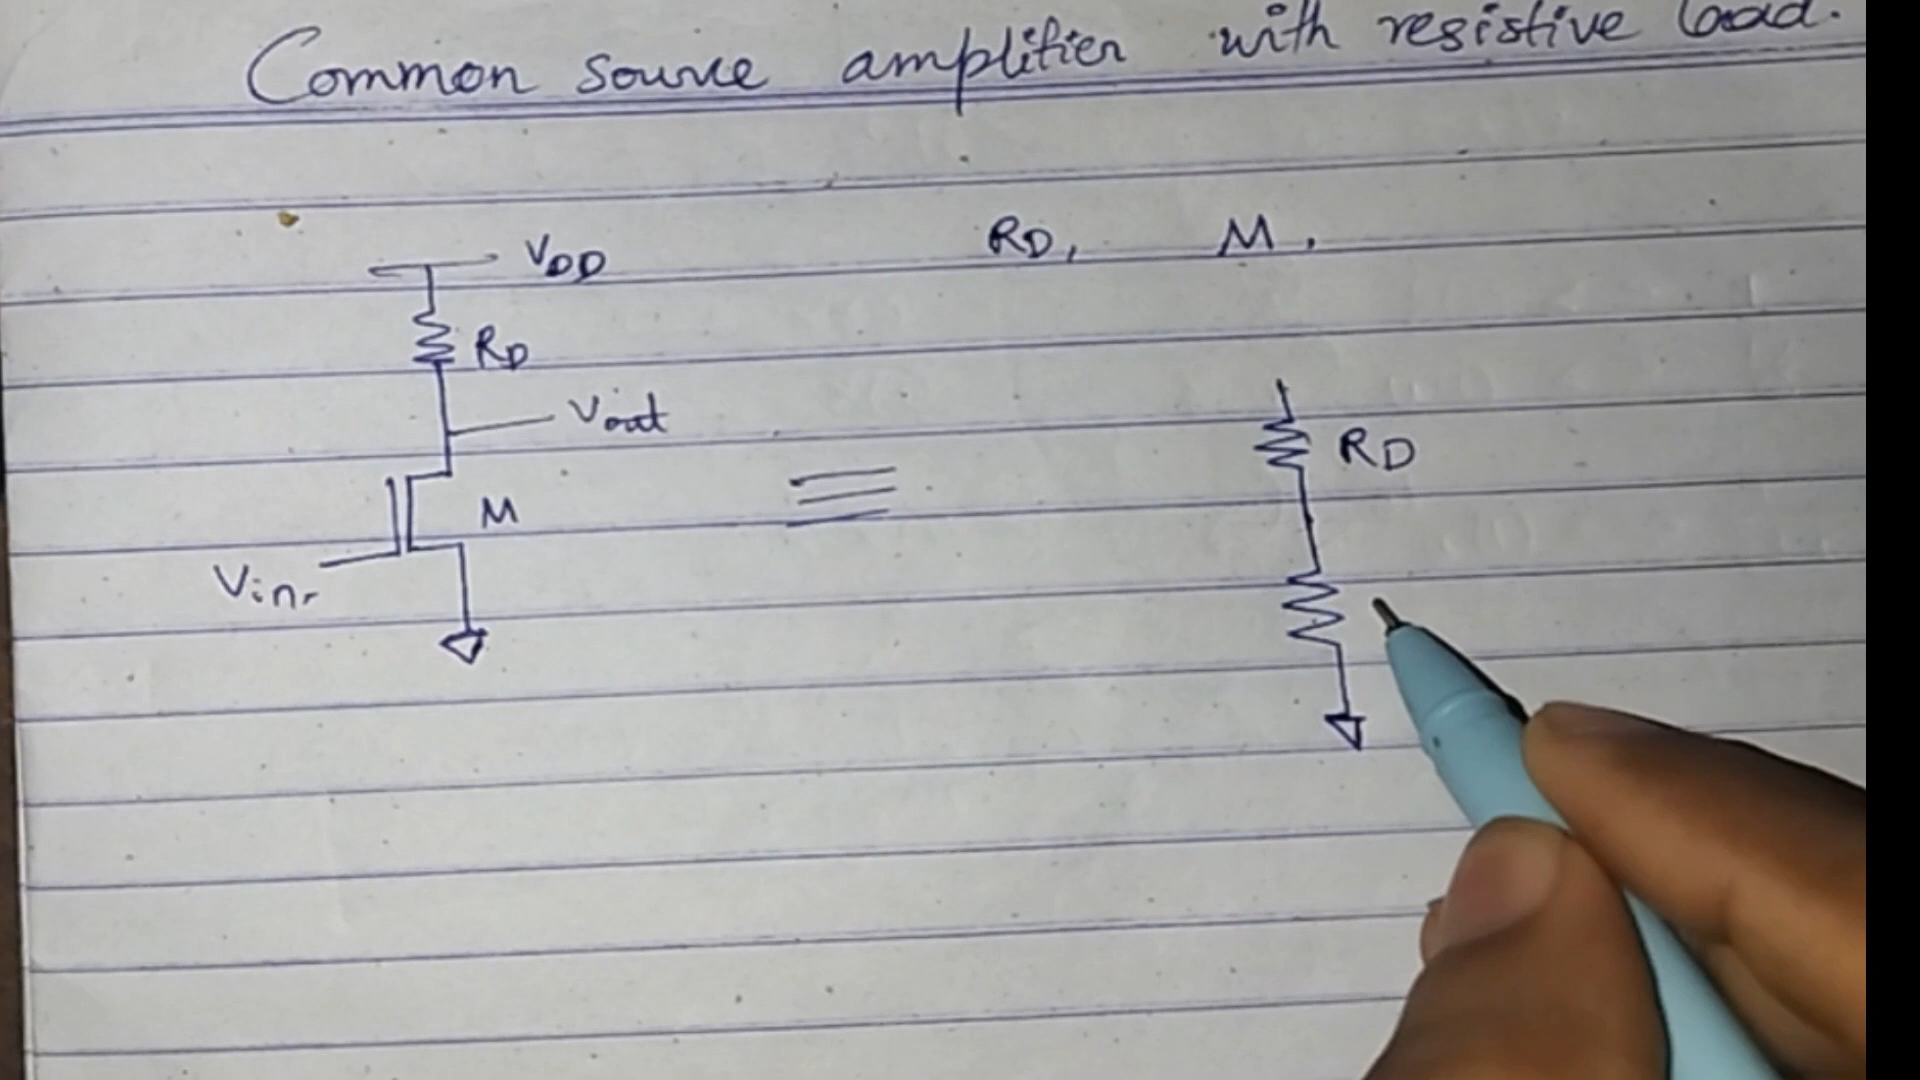 Common source amplifier with resistive load.
VDD
RD, M.
RD
Vout
RD
M
Vin